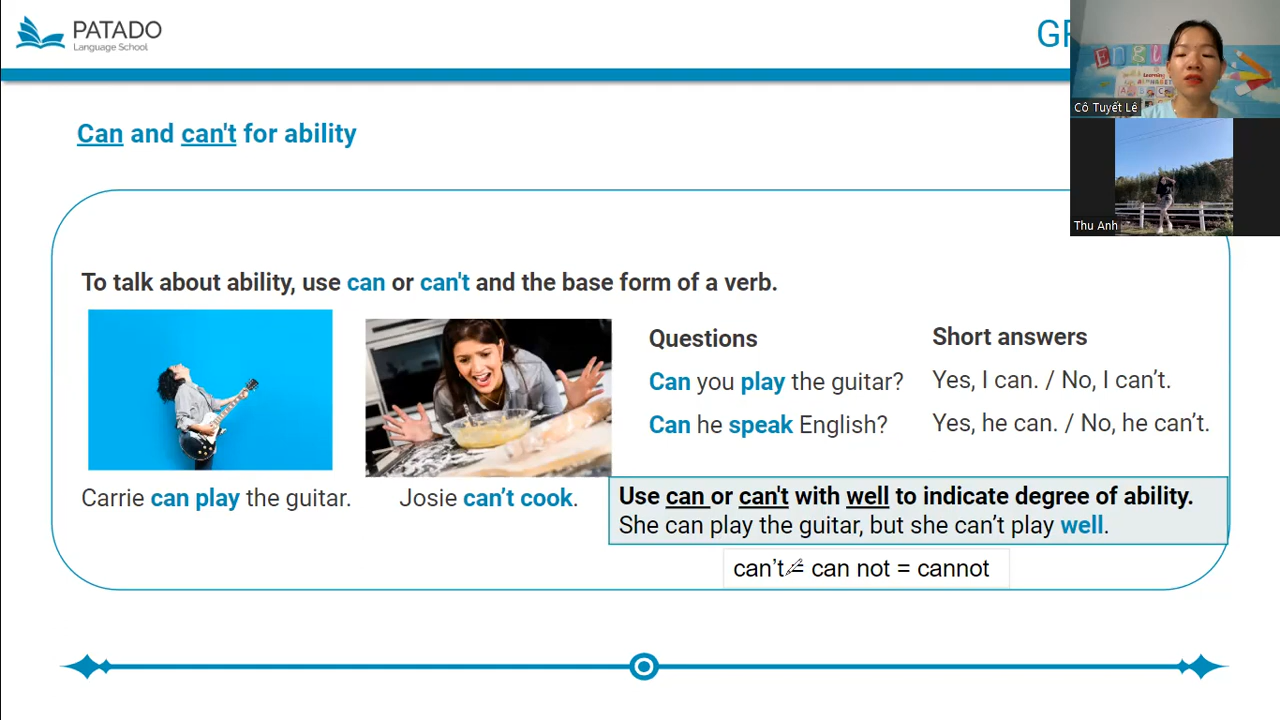 PATADO
Language School
Can and can't for ability
To talk about ability, use can or can't and the base form of a verb.
Carrie can play the guitar.
Josie can't cook.
Questions
Can you play the guitar?
Can he speak English?
Short answers
Yes, I can. / No, I can't.
Yes, he can. / No, he can't.
Use can or can't with well to indicate degree of ability.
She can play the guitar, but she can't play well.
can't = can not = cannot
Cô Tuyết Lê
Thu Anh